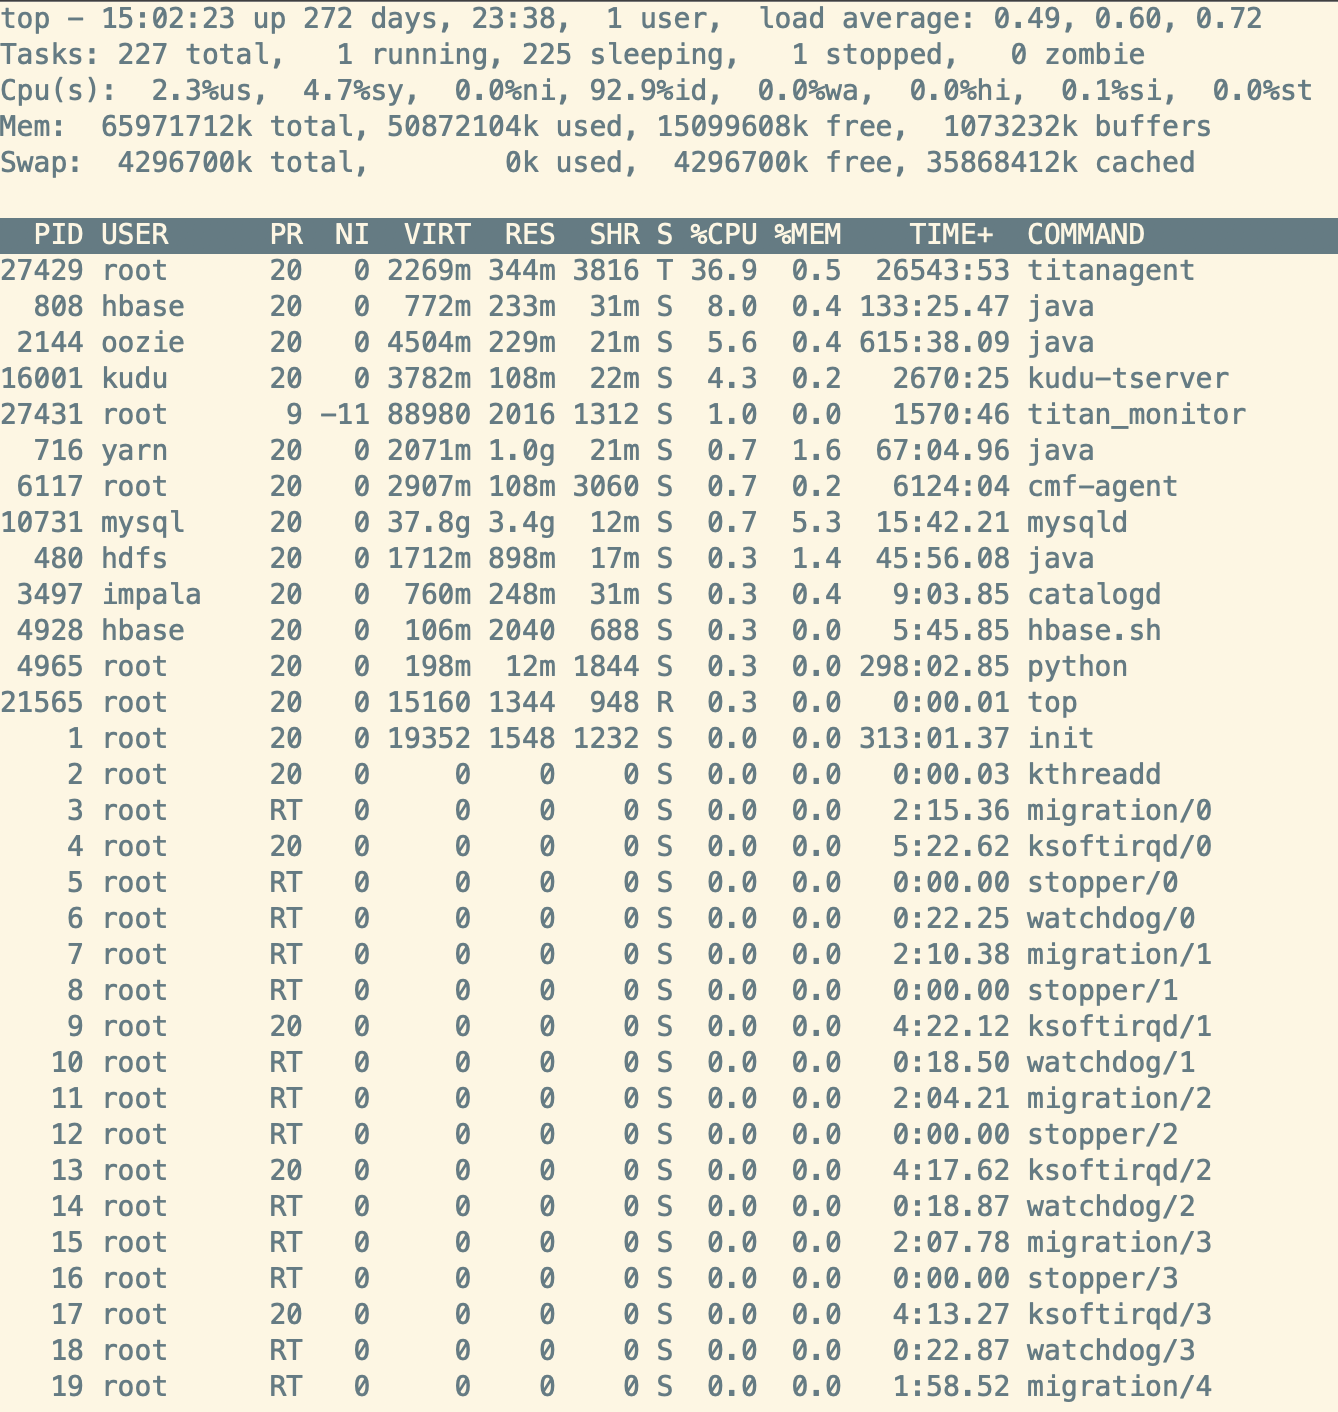 top - 15:02:23 up 272 days, 23:38,  1 user,  load average: 0.49, 0.60, 0.72
Tasks: 227 total,   1 running, 225 sleeping,   1 stopped,   0 zombie
Cpu(s):  2.3%us,  4.7%sy,  0.0%ni, 92.9%id,  0.0%wa,  0.0%hi,  0.1%si,  0.0%st
Mem:  65971712k total, 50872104k used, 15099608k free,  1073232k buffers
Swap:  4296700k total,        0k used,  4296700k free, 35868412k cached
  PID USER      PR  NI  VIRT  RES  SHR S %CPU %MEM    TIME+  COMMAND
27429 root      20   0 2269m 344m 3816 T 36.9  0.5  26543:53 titanagent
  808 hbase     20   0  772m 233m  31m S  8.0  0.4 133:25.47 java
 2144 oozie     20   0 4504m 229m  21m S  5.6  0.4 615:38.09 java
16001 kudu      20   0 3782m 108m  22m S  4.3  0.2   2670:25 kudu-tserver
27431 root       9 -11 88980 2016 1312 S  1.0  0.0   1570:46 titan_monitor
  716 yarn      20   0 2071m 1.0g  21m S  0.7  1.6  67:04.96 java
 6117 root      20   0 2907m 108m 3060 S  0.7  0.2   6124:04 cmf-agent
10731 mysql     20   0 37.8g 3.4g  12m S  0.7  5.3  15:42.21 mysqld
  480 hdfs      20   0 1712m 898m  17m S  0.3  1.4  45:56.08 java
 3497 impala    20   0  760m 248m  31m S  0.3  0.4   9:03.85 catalogd
 4928 hbase     20   0  106m 2040  688 S  0.3  0.0   5:45.85 hbase.sh
 4965 root      20   0  198m  12m 1844 S  0.3  0.0 298:02.85 python
21565 root      20   0 15160 1344  948 R  0.3  0.0   0:00.01 top
    1 root      20   0 19352 1548 1232 S  0.0  0.0 313:01.37 init
    2 root      20   0     0    0    0 S  0.0  0.0   0:00.03 kthreadd
    3 root      RT   0     0    0    0 S  0.0  0.0   2:15.36 migration/0
    4 root      20   0     0    0    0 S  0.0  0.0   5:22.62 ksoftirqd/0
    5 root      RT   0     0    0    0 S  0.0  0.0   0:00.00 stopper/0
    6 root      RT   0     0    0    0 S  0.0  0.0   0:22.25 watchdog/0
    7 root      RT   0     0    0    0 S  0.0  0.0   2:10.38 migration/1
    8 root      RT   0     0    0    0 S  0.0  0.0   0:00.00 stopper/1
    9 root      20   0     0    0    0 S  0.0  0.0   4:22.12 ksoftirqd/1
   10 root      RT   0     0    0    0 S  0.0  0.0   0:18.50 watchdog/1
   11 root      RT   0     0    0    0 S  0.0  0.0   2:04.21 migration/2
   12 root      RT   0     0    0    0 S  0.0  0.0   0:00.00 stopper/2
   13 root      20   0     0    0    0 S  0.0  0.0   4:17.62 ksoftirqd/2
   14 root      RT   0     0    0    0 S  0.0  0.0   0:18.87 watchdog/2
   15 root      RT   0     0    0    0 S  0.0  0.0   2:07.78 migration/3
   16 root      RT   0     0    0    0 S  0.0  0.0   0:00.00 stopper/3
   17 root      20   0     0    0    0 S  0.0  0.0   4:13.27 ksoftirqd/3
   18 root      RT   0     0    0    0 S  0.0  0.0   0:22.87 watchdog/3
   19 root      RT   0     0    0    0 S  0.0  0.0   1:58.52 migration/4